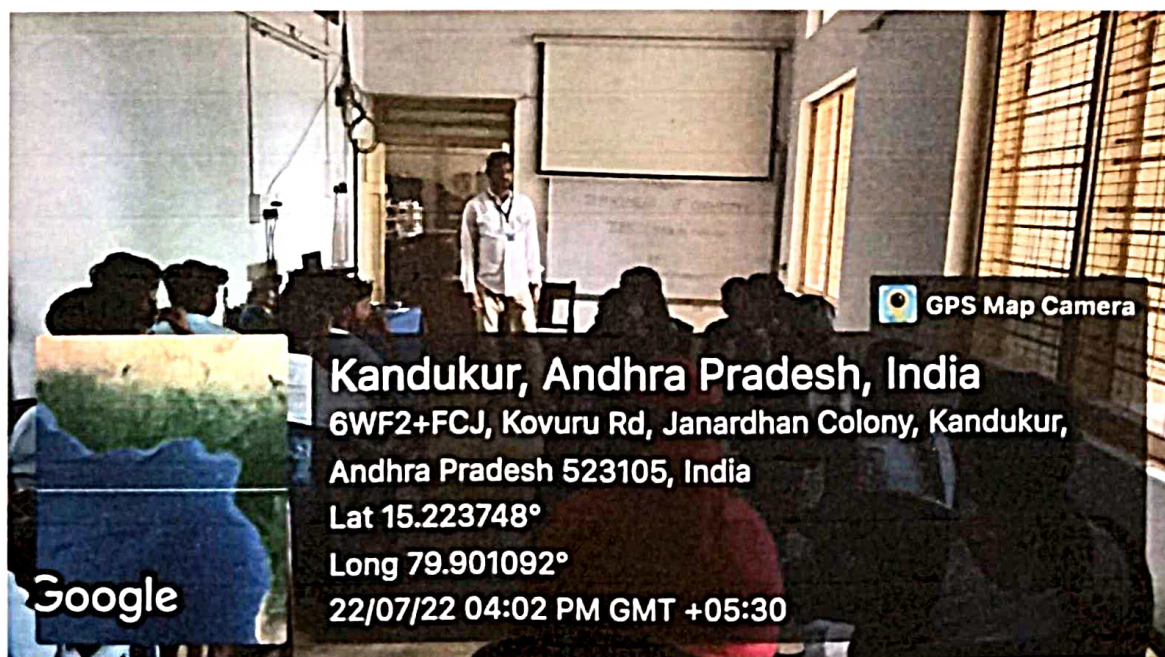 GPS Map Camera
Kandukur, Andhra Pradesh, India
6WF2+FCJ, Kovuru Rd, Janardhan Colony, Kandukur,
Andhra Pradesh 523105, India
Lat 15.223748°
Long 79.901092°
22/07/22 04:02 PM GMT +05:30
Google